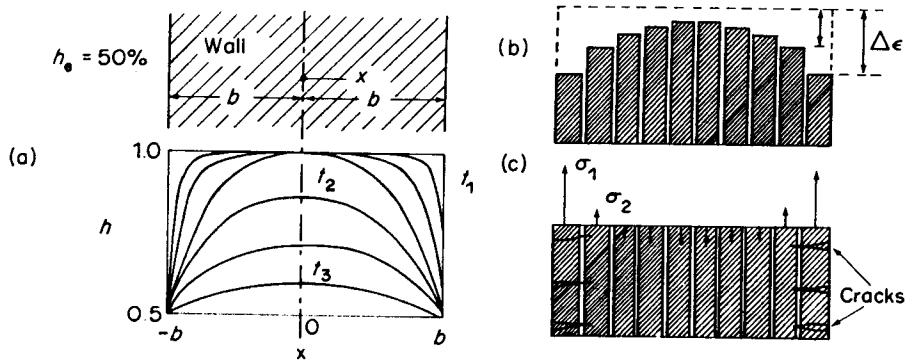 hₑ = 50%
Wall
x
b
b
(a)
h
1.0
0.5
t₁
t₂
t₃
-b
0
b
x
(b)
Δϵ
(c)
σ₁
σ₂
Cracks